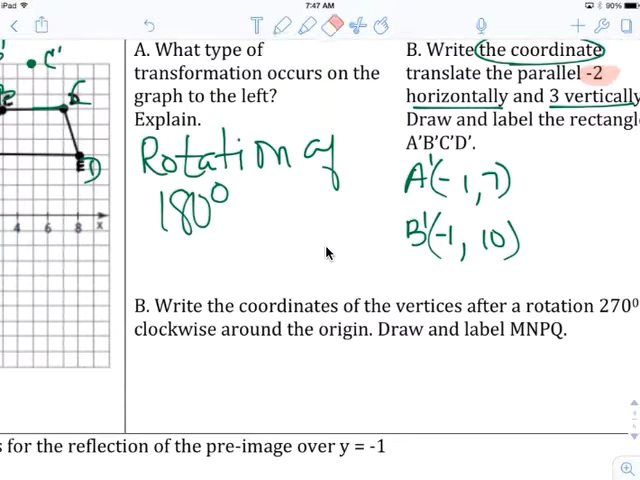 iPad
7:47 AM
90%
C'
C
D
4
6
8
x
A. What type of
transformation occurs on the
graph to the left?
Explain.
Rotation of
180°
B. Write the coordinate
translate the parallel -2
horizontally and 3 vertically
Draw and label the rectangle
A'B'C'D'.
A'(-1,7)
B'(-1, 10)
B. Write the coordinates of the vertices after a rotation 270⁰
clockwise around the origin. Draw and label MNPQ.
s for the reflection of the pre-image over y = -1